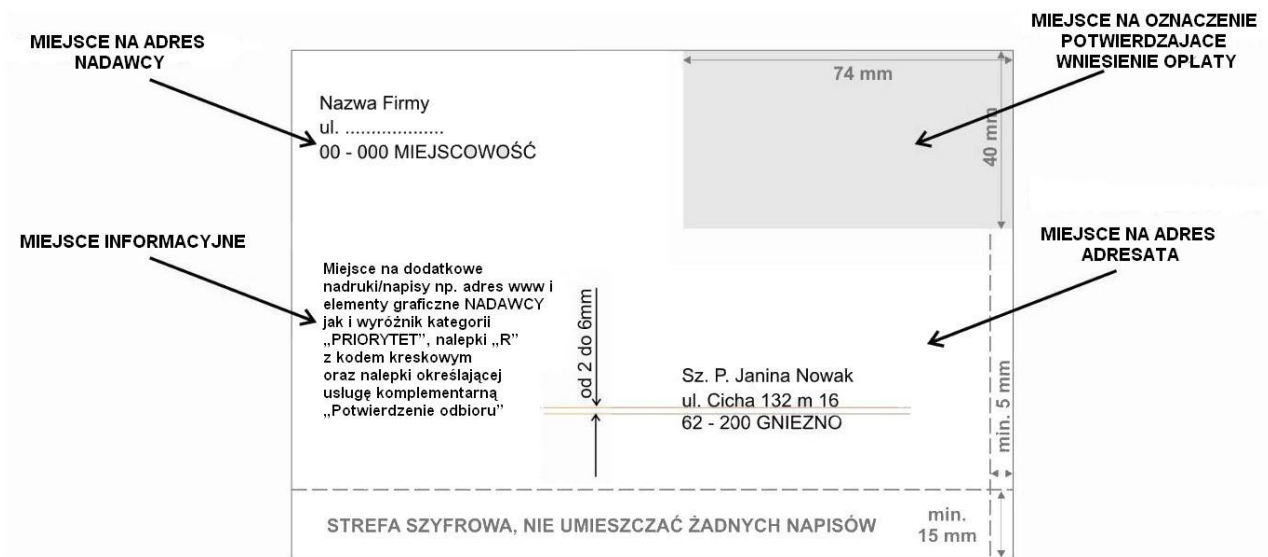 MIEJSCE NA ADRES
NADAWCY
MIEJSCE NA OZNACZENIE
POTWIERDZAJACE
WNIESIENIE OPŁATY
74 mm
40 mm
Nazwa Firmy
ul. ...................
00 - 000 MIEJSCOWOŚĆ
MIEJSCE INFORMACYJNE
MIEJSCE NA ADRES
ADRESATA
Miejsce na dodatkowe
nadruki/napisy np. adres www i
elementy graficzne NADAWCY
jak i wyróżnik kategorii
„PRIORYTET”, nalepki „R”
z kodem kreskowym
oraz nalepki określającej
usługę komplementarną
„Potwierdzenie odbioru”
od 2 do 6mm
Sz. P. Janina Nowak
ul. Cicha 132 m 16
62 - 200 GNIEZNO
min. 5 mm
STREFA SZYFROWA, NIE UMIESZCZAĆ ŻADNYCH NAPISÓW
min.
15 mm